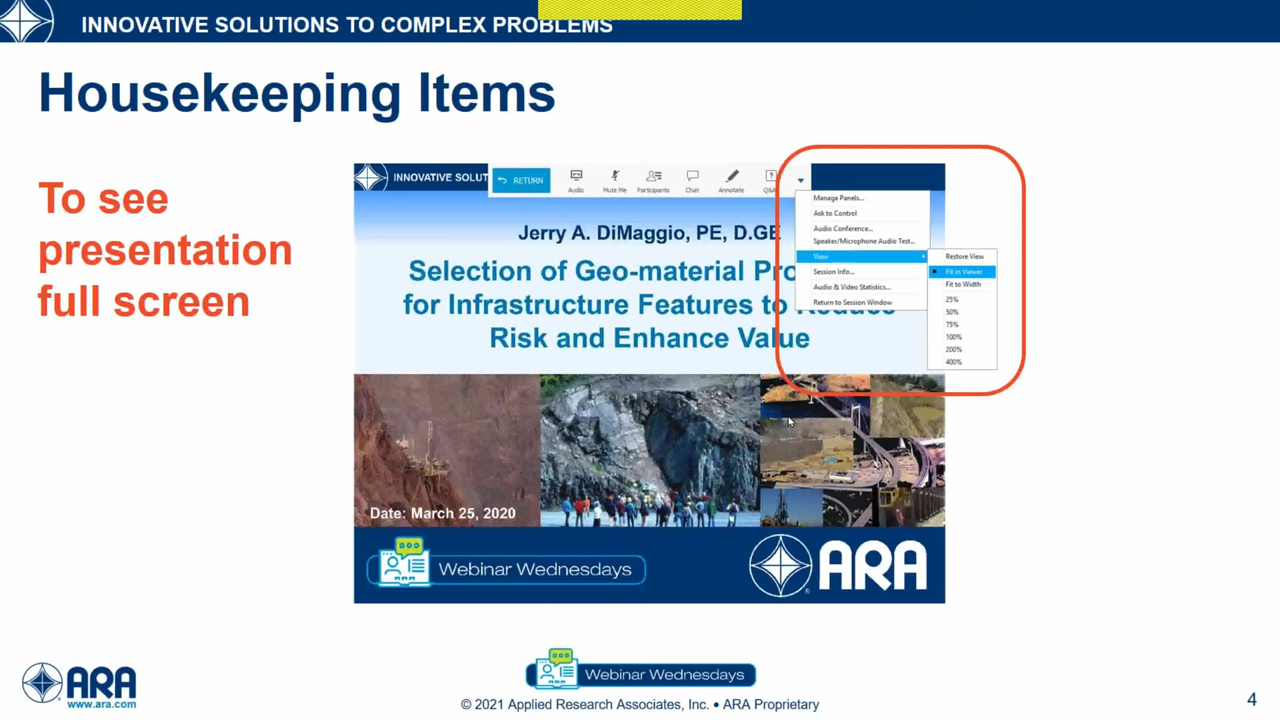 INNOVATIVE SOLUTIONS TO COMPLEX PROBLEMS
Housekeeping Items
To see
presentation
full screen
INNOVATIVE SOLUT
RETURN
Audio
Mute Me
Participants
Chat
Annotate
Q&A
Manage Panels...
Ask to Control
Audio Conference...
Speaker/Microphone Audio Test...
View
Session Info...
Audio & Video Statistics...
Return to Session Window
Restore View
Fit in Viewer
Fit to Width
25%
50%
75%
100%
200%
400%
Jerry A. DiMaggio, PE, D.GE
Selection of Geo-material Pro
for Infrastructure Features to Reduce
Risk and Enhance Value
Date: March 25, 2020
Webinar Wednesdays
ARA
ARA
www.ara.com
Webinar Wednesdays
© 2021 Applied Research Associates, Inc. • ARA Proprietary
4